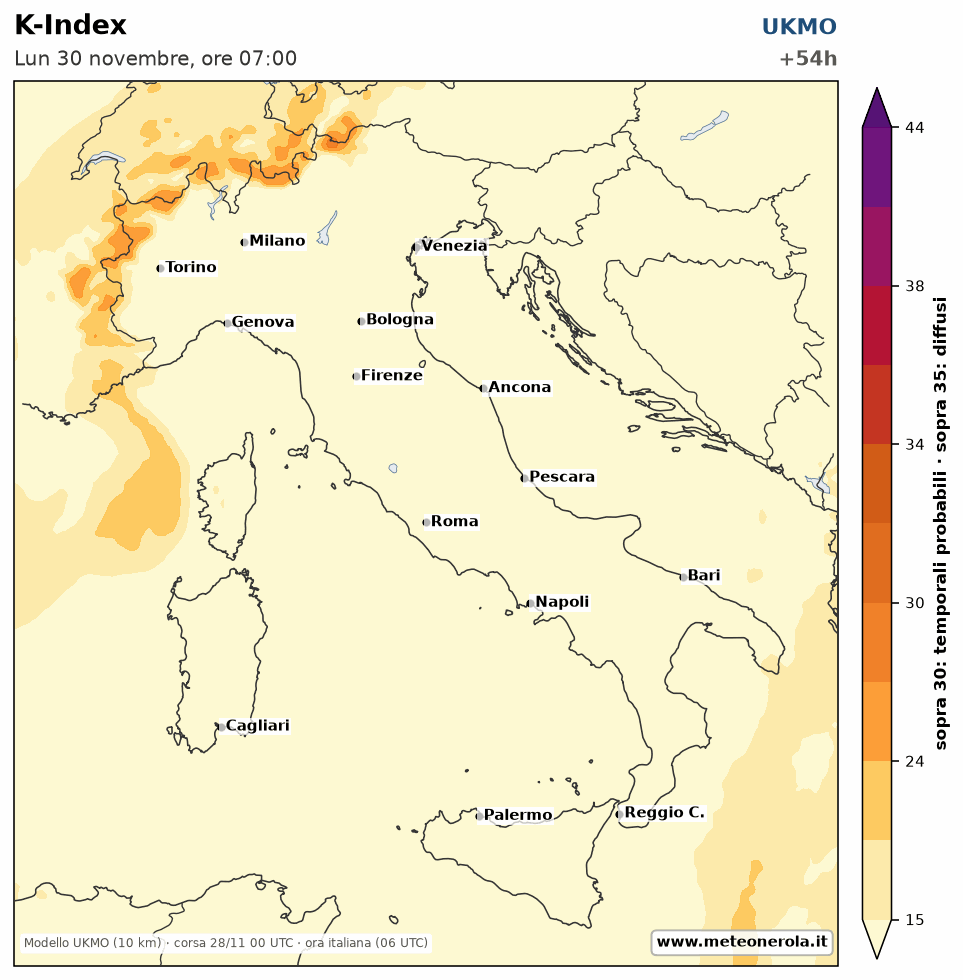 K-Index
UKMO
Lun 30 novembre, ore 07:00
+54h
Milano
Venezia
Torino
Genova
Bologna
Firenze
Ancona
Pescara
Roma
Bari
Napoli
Cagliari
Palermo
Reggio C.
44
38
34
30
24
15
sopra 30: temporali probabili · sopra 35: diffusi
Modello UKMO (10 km) · corsa 28/11 00 UTC · ora italiana (06 UTC)
www.meteonerola.it